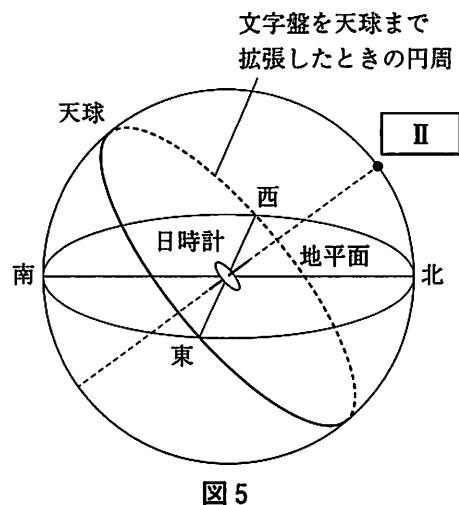 文字盤を天球まで
拡張したときの円周
天球
Ⅱ
西
日時計
地平面
南
北
東
図5